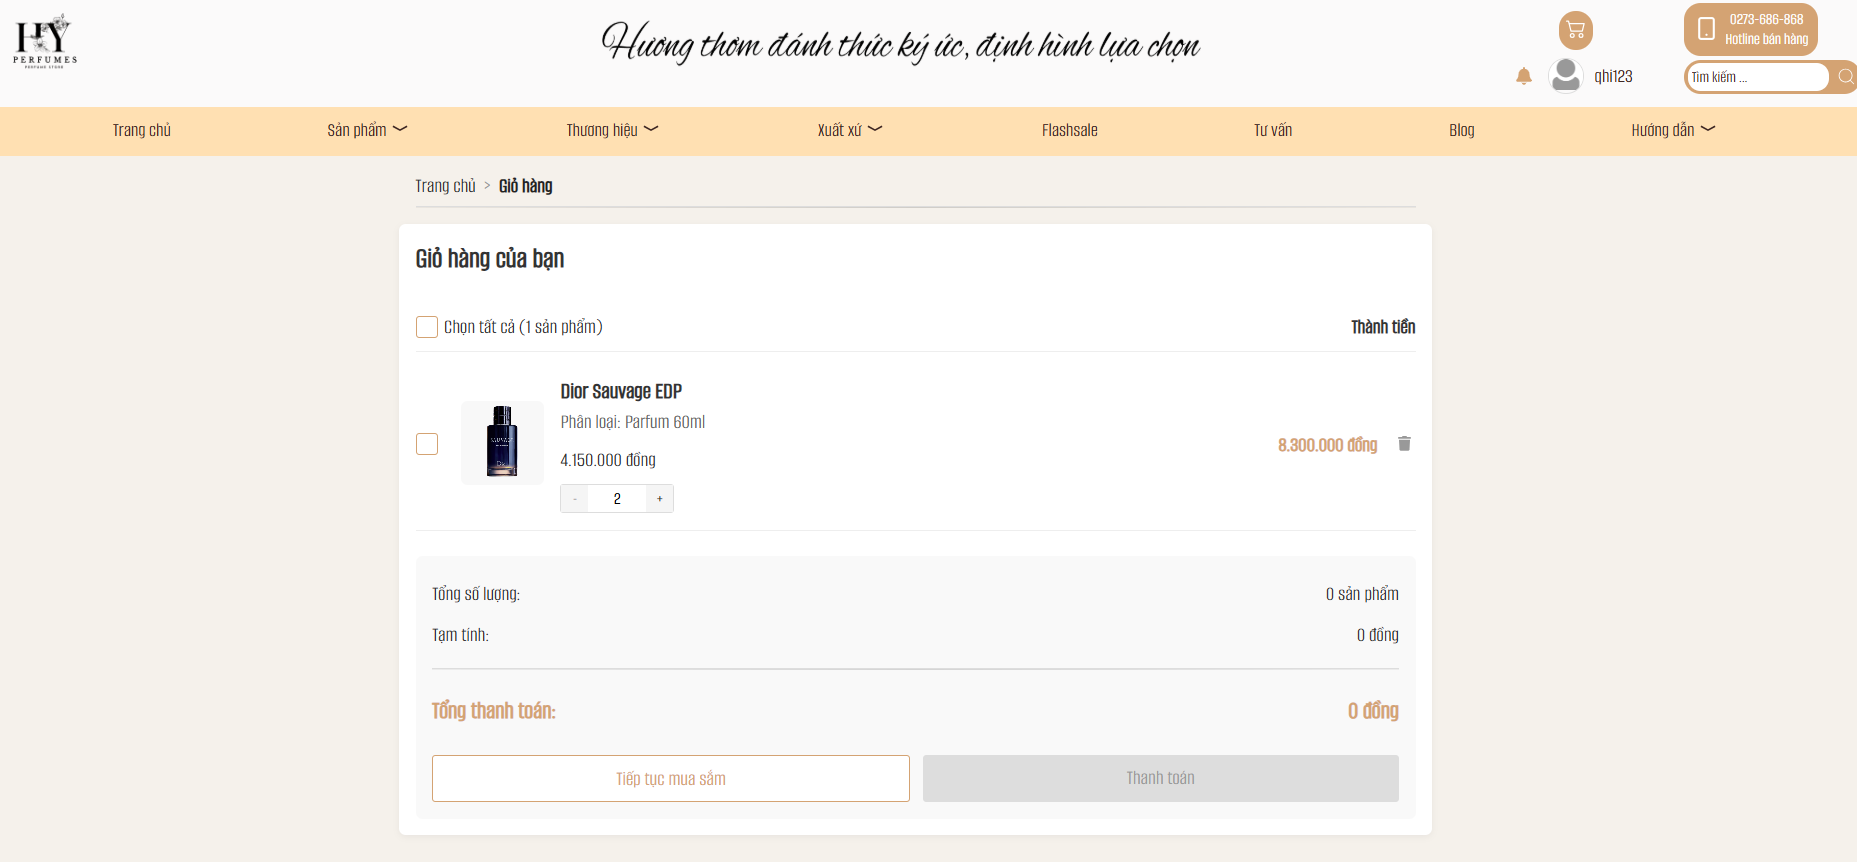 HY
PERFUMES
PERFUME STORE
Hương thơm đánh thức ký ức, định hình lựa chọn
0273-686-868
Hotline bán hàng
qhi123
Tìm kiếm ...
Trang chủ
Sản phẩm
Thương hiệu
Xuất xứ
Flashsale
Tư vấn
Blog
Hướng dẫn
Trang chủ > Giỏ hàng
Giỏ hàng của bạn
Chọn tất cả (1 sản phẩm)
Thành tiền
Dior Sauvage EDP
Phân loại: Parfum 60ml
4.150.000 đồng
- 2 +
8.300.000 đồng
SAUVAGE
Dior
Tổng số lượng:
0 sản phẩm
Tạm tính:
0 đồng
Tổng thanh toán:
0 đồng
Tiếp tục mua sắm
Thanh toán